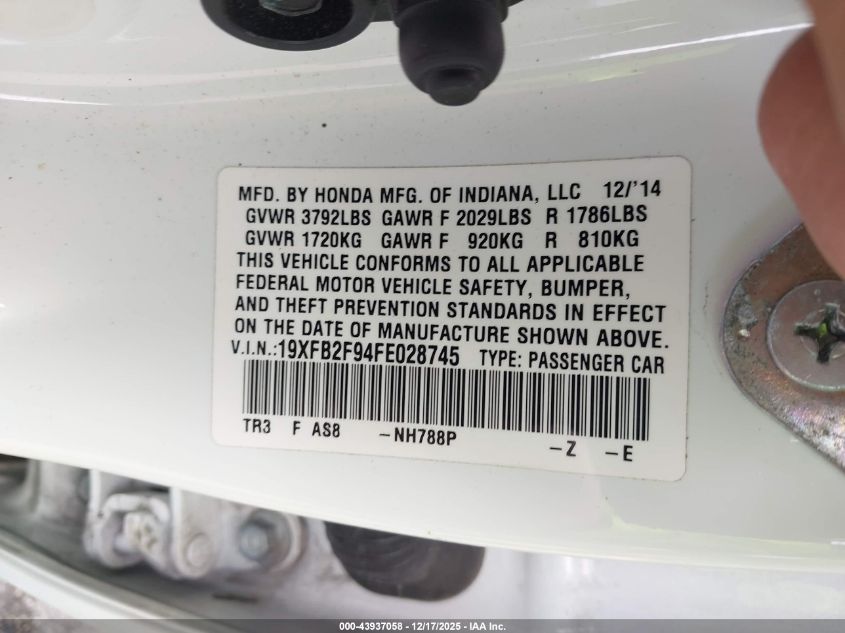 MFD. BY HONDA MFG. OF INDIANA, LLC 12/'14
GVWR 3792LBS GAWR F 2029LBS R 1786LBS
GVWR 1720KG GAWR F 920KG R 810KG
THIS VEHICLE CONFORMS TO ALL APPLICABLE
FEDERAL MOTOR VEHICLE SAFETY, BUMPER,
AND THEFT PREVENTION STANDARDS IN EFFECT
ON THE DATE OF MANUFACTURE SHOWN ABOVE.
V.I.N.:19XFB2F94FE028745 TYPE: PASSENGER CAR
TR3 F AS8 -NH788P -Z -E
000-43937058 - 12/17/2025 - IAA Inc.